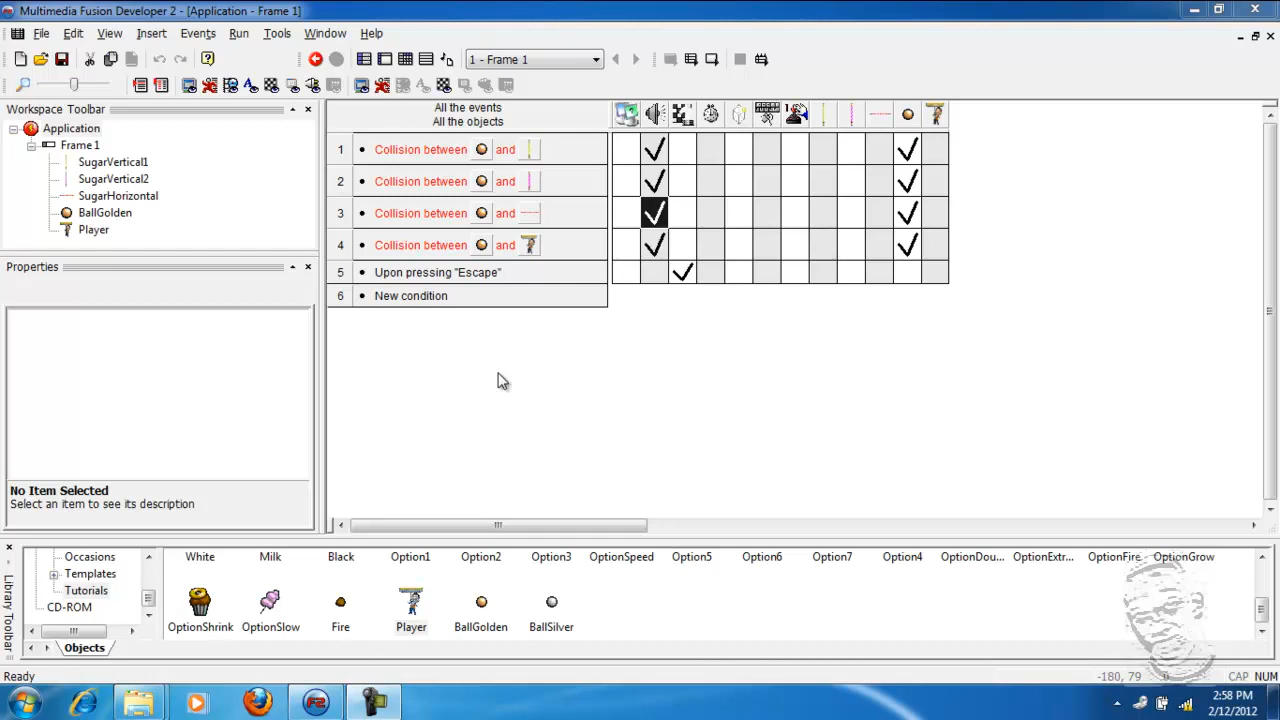 Multimedia Fusion Developer 2 - [Application - Frame 1]
File Edit View Insert Events Run Tools Window Help
1 - Frame 1
Workspace Toolbar
Application
Frame 1
SugarVertical1
SugarVertical2
SugarHorizontal
BallGolden
Player
All the events
All the objects
1 • Collision between and
2 • Collision between and
3 • Collision between and
4 • Collision between and
5 • Upon pressing "Escape"
6 • New condition
Properties
No Item Selected
Select an item to see its description
Library Toolbar
Occasions
Templates
Tutorials
CD-ROM
Objects
White Milk Black Option1 Option2 Option3 OptionSpeed Option5 Option6 Option7 Option4 OptionDou... OptionExtr... OptionFire OptionGrow
OptionShrink OptionSlow Fire Player BallGolden BallSilver
Ready
-180, 79 0 CAP NUM
2:58 PM
2/12/2012